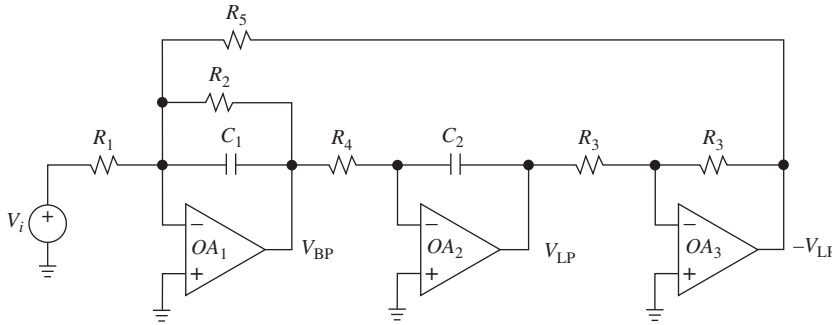 R5
R2
R1
C1
R4
C2
R3
R3
Vi
+
−
OA1
+
VBP
−
OA2
+
VLP
−
OA3
+
−VLP